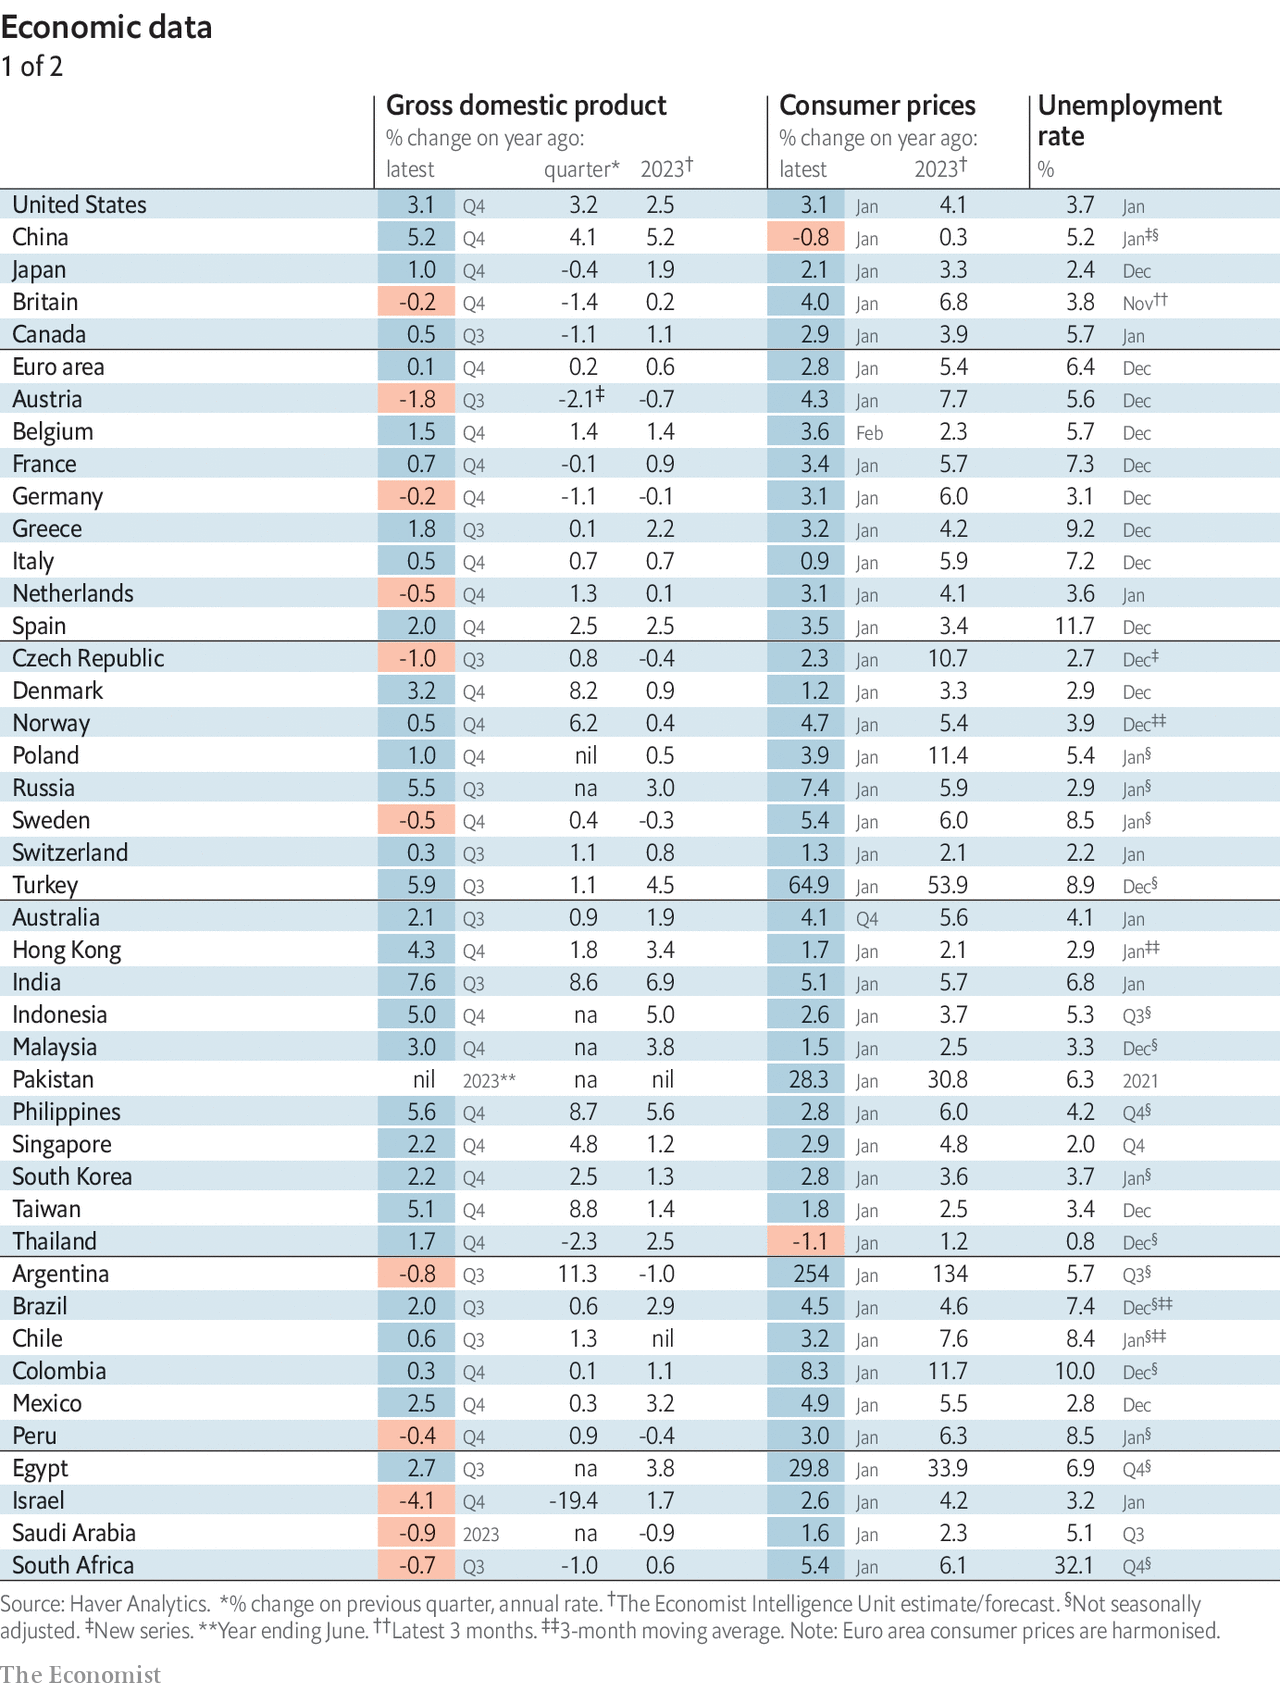 Economic data
1 of 2
Gross domestic product Consumer prices Unemployment
% change on year ago: % change on year ago: rate
latest quarter* 2023† latest 2023† %
United States 3.1 Q4 3.2 2.5 3.1 Jan 4.1 3.7 Jan
China 5.2 Q4 4.1 5.2 -0.8 Jan 0.3 5.2 Jan‡§
Japan 1.0 Q4 -0.4 1.9 2.1 Jan 3.3 2.4 Dec
Britain -0.2 Q4 -1.4 0.2 4.0 Jan 6.8 3.8 Nov††
Canada 0.5 Q3 -1.1 1.1 2.9 Jan 3.9 5.7 Jan
Euro area 0.1 Q4 0.2 0.6 2.8 Jan 5.4 6.4 Dec
Austria -1.8 Q3 -2.1‡ -0.7 4.3 Jan 7.7 5.6 Dec
Belgium 1.5 Q4 1.4 1.4 3.6 Feb 2.3 5.7 Dec
France 0.7 Q4 -0.1 0.9 3.4 Jan 5.7 7.3 Dec
Germany -0.2 Q4 -1.1 -0.1 3.1 Jan 6.0 3.1 Dec
Greece 1.8 Q3 0.1 2.2 3.2 Jan 4.2 9.2 Dec
Italy 0.5 Q4 0.7 0.7 0.9 Jan 5.9 7.2 Dec
Netherlands -0.5 Q4 1.3 0.1 3.1 Jan 4.1 3.6 Jan
Spain 2.0 Q4 2.5 2.5 3.5 Jan 3.4 11.7 Dec
Czech Republic -1.0 Q3 0.8 -0.4 2.3 Jan 10.7 2.7 Dec‡
Denmark 3.2 Q4 8.2 0.9 1.2 Jan 3.3 2.9 Dec
Norway 0.5 Q4 6.2 0.4 4.7 Jan 5.4 3.9 Dec‡‡
Poland 1.0 Q4 nil 0.5 3.9 Jan 11.4 5.4 Jan§
Russia 5.5 Q3 na 3.0 7.4 Jan 5.9 2.9 Jan§
Sweden -0.5 Q4 0.4 -0.3 5.4 Jan 6.0 8.5 Jan§
Switzerland 0.3 Q3 1.1 0.8 1.3 Jan 2.1 2.2 Jan
Turkey 5.9 Q3 1.1 4.5 64.9 Jan 53.9 8.9 Dec§
Australia 2.1 Q3 0.9 1.9 4.1 Q4 5.6 4.1 Jan
Hong Kong 4.3 Q4 1.8 3.4 1.7 Jan 2.1 2.9 Jan‡‡
India 7.6 Q3 8.6 6.9 5.1 Jan 5.7 6.8 Jan
Indonesia 5.0 Q4 na 5.0 2.6 Jan 3.7 5.3 Q3§
Malaysia 3.0 Q4 na 3.8 1.5 Jan 2.5 3.3 Dec§
Pakistan nil 2023** na nil 28.3 Jan 30.8 6.3 2021
Philippines 5.6 Q4 8.7 5.6 2.8 Jan 6.0 4.2 Q4§
Singapore 2.2 Q4 4.8 1.2 2.9 Jan 4.8 2.0 Q4
South Korea 2.2 Q4 2.5 1.3 2.8 Jan 3.6 3.7 Jan§
Taiwan 5.1 Q4 8.8 1.4 1.8 Jan 2.5 3.4 Dec
Thailand 1.7 Q4 -2.3 2.5 -1.1 Jan 1.2 0.8 Dec§
Argentina -0.8 Q3 11.3 -1.0 254 Jan 134 5.7 Q3§
Brazil 2.0 Q3 0.6 2.9 4.5 Jan 4.6 7.4 Dec§‡‡
Chile 0.6 Q3 1.3 nil 3.2 Jan 7.6 8.4 Jan§‡‡
Colombia 0.3 Q4 0.1 1.1 8.3 Jan 11.7 10.0 Dec§
Mexico 2.5 Q4 0.3 3.2 4.9 Jan 5.5 2.8 Dec
Peru -0.4 Q4 0.9 -0.4 3.0 Jan 6.3 8.5 Jan§
Egypt 2.7 Q3 na 3.8 29.8 Jan 33.9 6.9 Q4§
Israel -4.1 Q4 -19.4 1.7 2.6 Jan 4.2 3.2 Jan
Saudi Arabia -0.9 2023 na -0.9 1.6 Jan 2.3 5.1 Q3
South Africa -0.7 Q3 -1.0 0.6 5.4 Jan 6.1 32.1 Q4§
Source: Haver Analytics. *% change on previous quarter, annual rate. †The Economist Intelligence Unit estimate/forecast. §Not seasonally
adjusted. ‡New series. **Year ending June. ††Latest 3 months. ‡‡3-month moving average. Note: Euro area consumer prices are harmonised.
The Economist